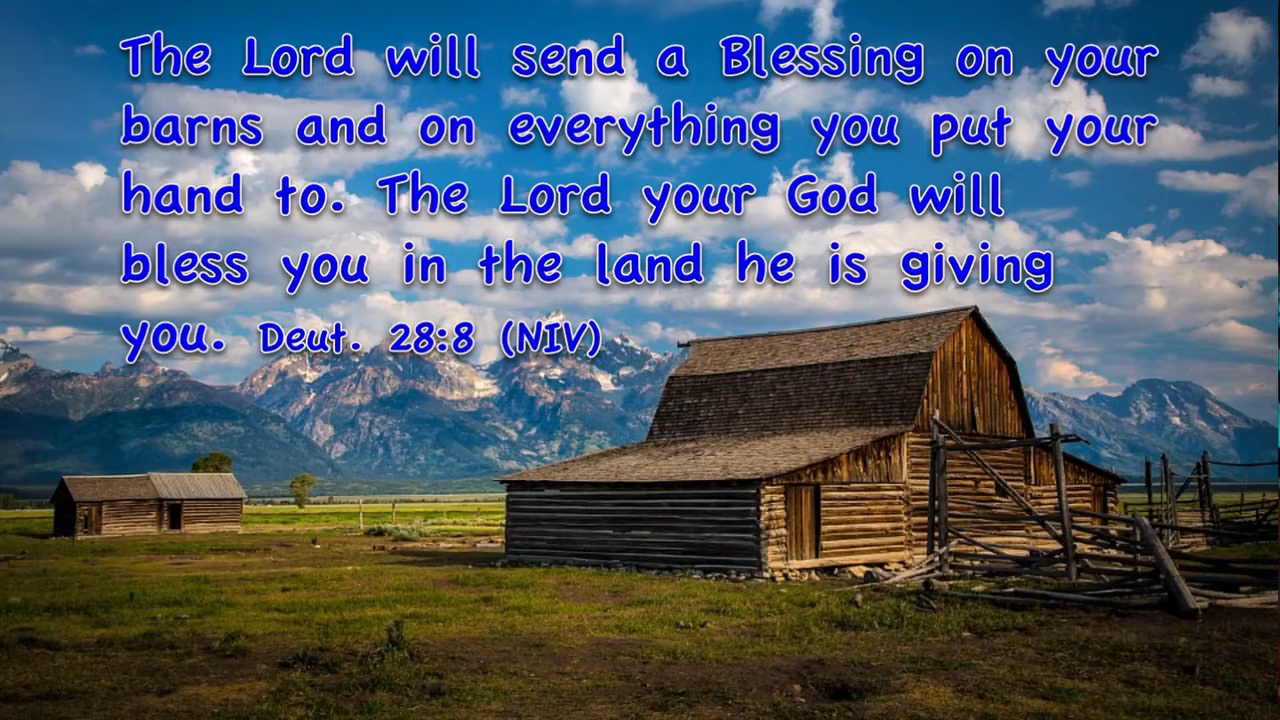 The Lord will send a Blessing on your
barns and on everything you put your
hand to. The Lord your God will
bless you in the land he is giving
you. Deut. 28:8 (NIV)